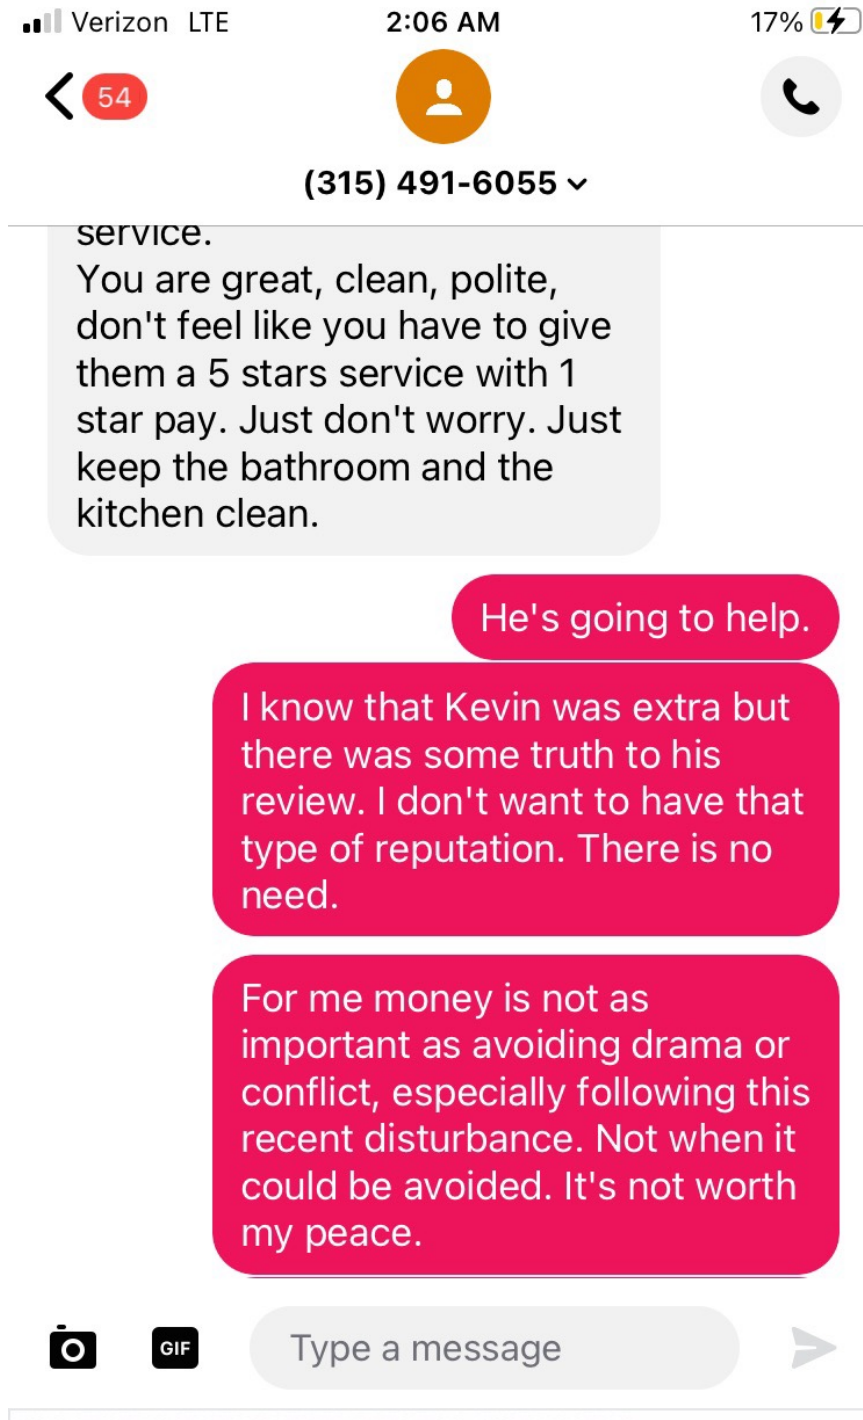 Verizon LTE 2:06 AM 17%
54
(315) 491-6055
service.
You are great, clean, polite,
don't feel like you have to give
them a 5 stars service with 1
star pay. Just don't worry. Just
keep the bathroom and the
kitchen clean.
He's going to help.
I know that Kevin was extra but
there was some truth to his
review. I don't want to have that
type of reputation. There is no
need.
For me money is not as
important as avoiding drama or
conflict, especially following this
recent disturbance. Not when it
could be avoided. It's not worth
my peace.
GIF Type a message